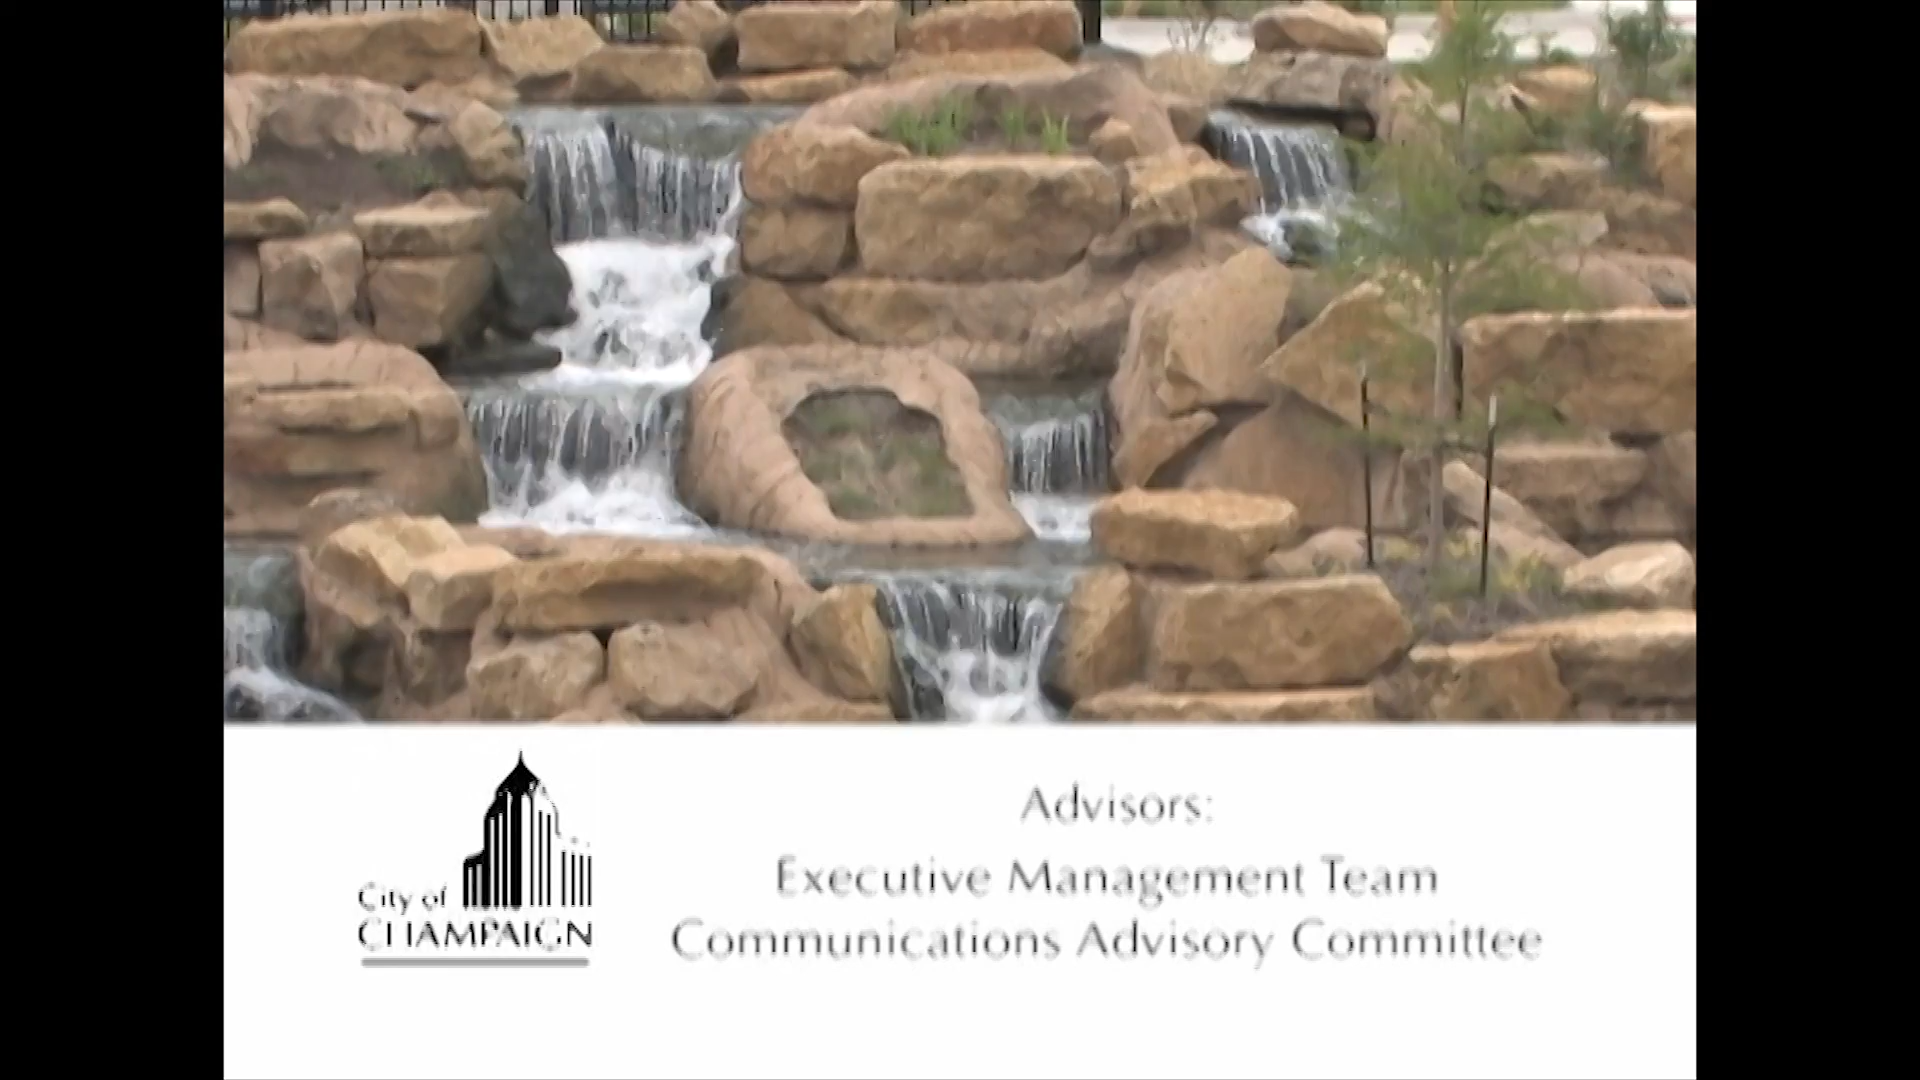 Advisors:
Executive Management Team
Communications Advisory Committee
City of
CHAMPAIGN